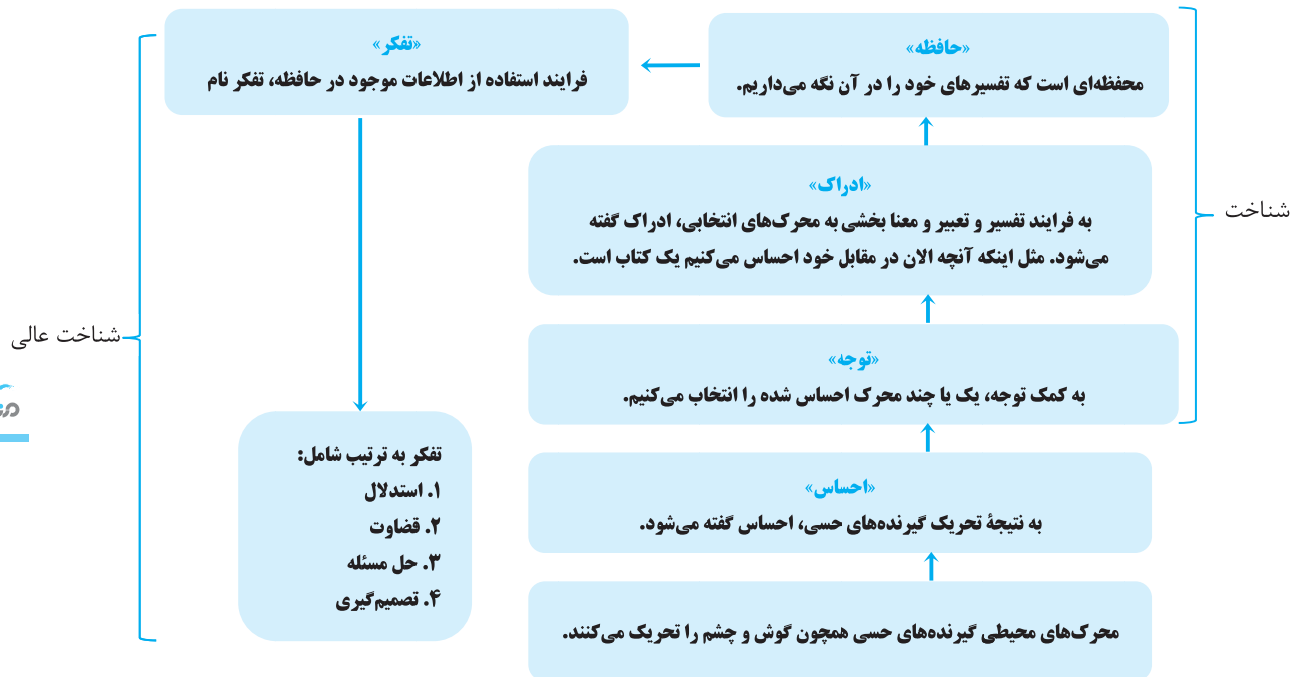 «حافظه»
محفظه‌ای است که تفسیرهای خود را در آن نگه می‌داریم.
«تفکر»
فرایند استفاده از اطلاعات موجود در حافظه، تفکر نام
«ادراک»
به فرایند تفسیر و تعبیر و معنا بخشی به محرک‌های انتخابی، ادراک گفته
می‌شود. مثل اینکه آنچه الان در مقابل خود احساس می‌کنیم یک کتاب است.
شناخت
«توجه»
به کمک توجه، یک یا چند محرک احساس شده را انتخاب می‌کنیم.
شناخت عالی
«احساس»
به نتیجهٔ تحریک گیرنده‌های حسی، احساس گفته می‌شود.
محرک‌های محیطی گیرنده‌های حسی همچون گوش و چشم را تحریک می‌کنند.
تفکر به ترتیب شامل:
۱. استدلال
۲. قضاوت
۳. حل مسئله
۴. تصمیم‌گیری